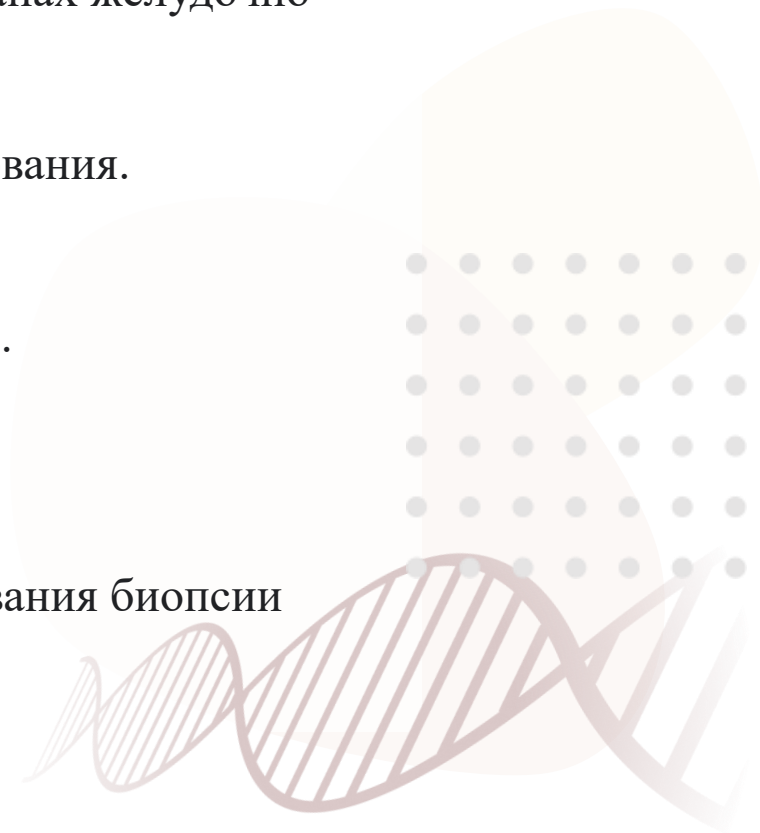 желудочно
вания.
.
вания биопсии